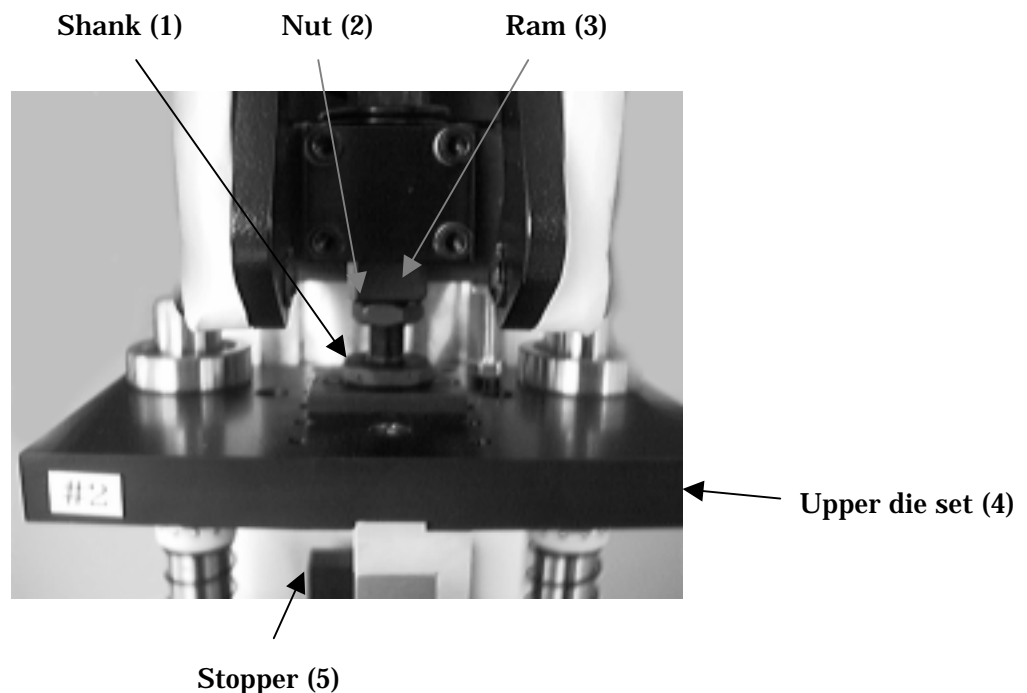 Shank (1) Nut (2) Ram (3)
#2
Upper die set (4)
Stopper (5)